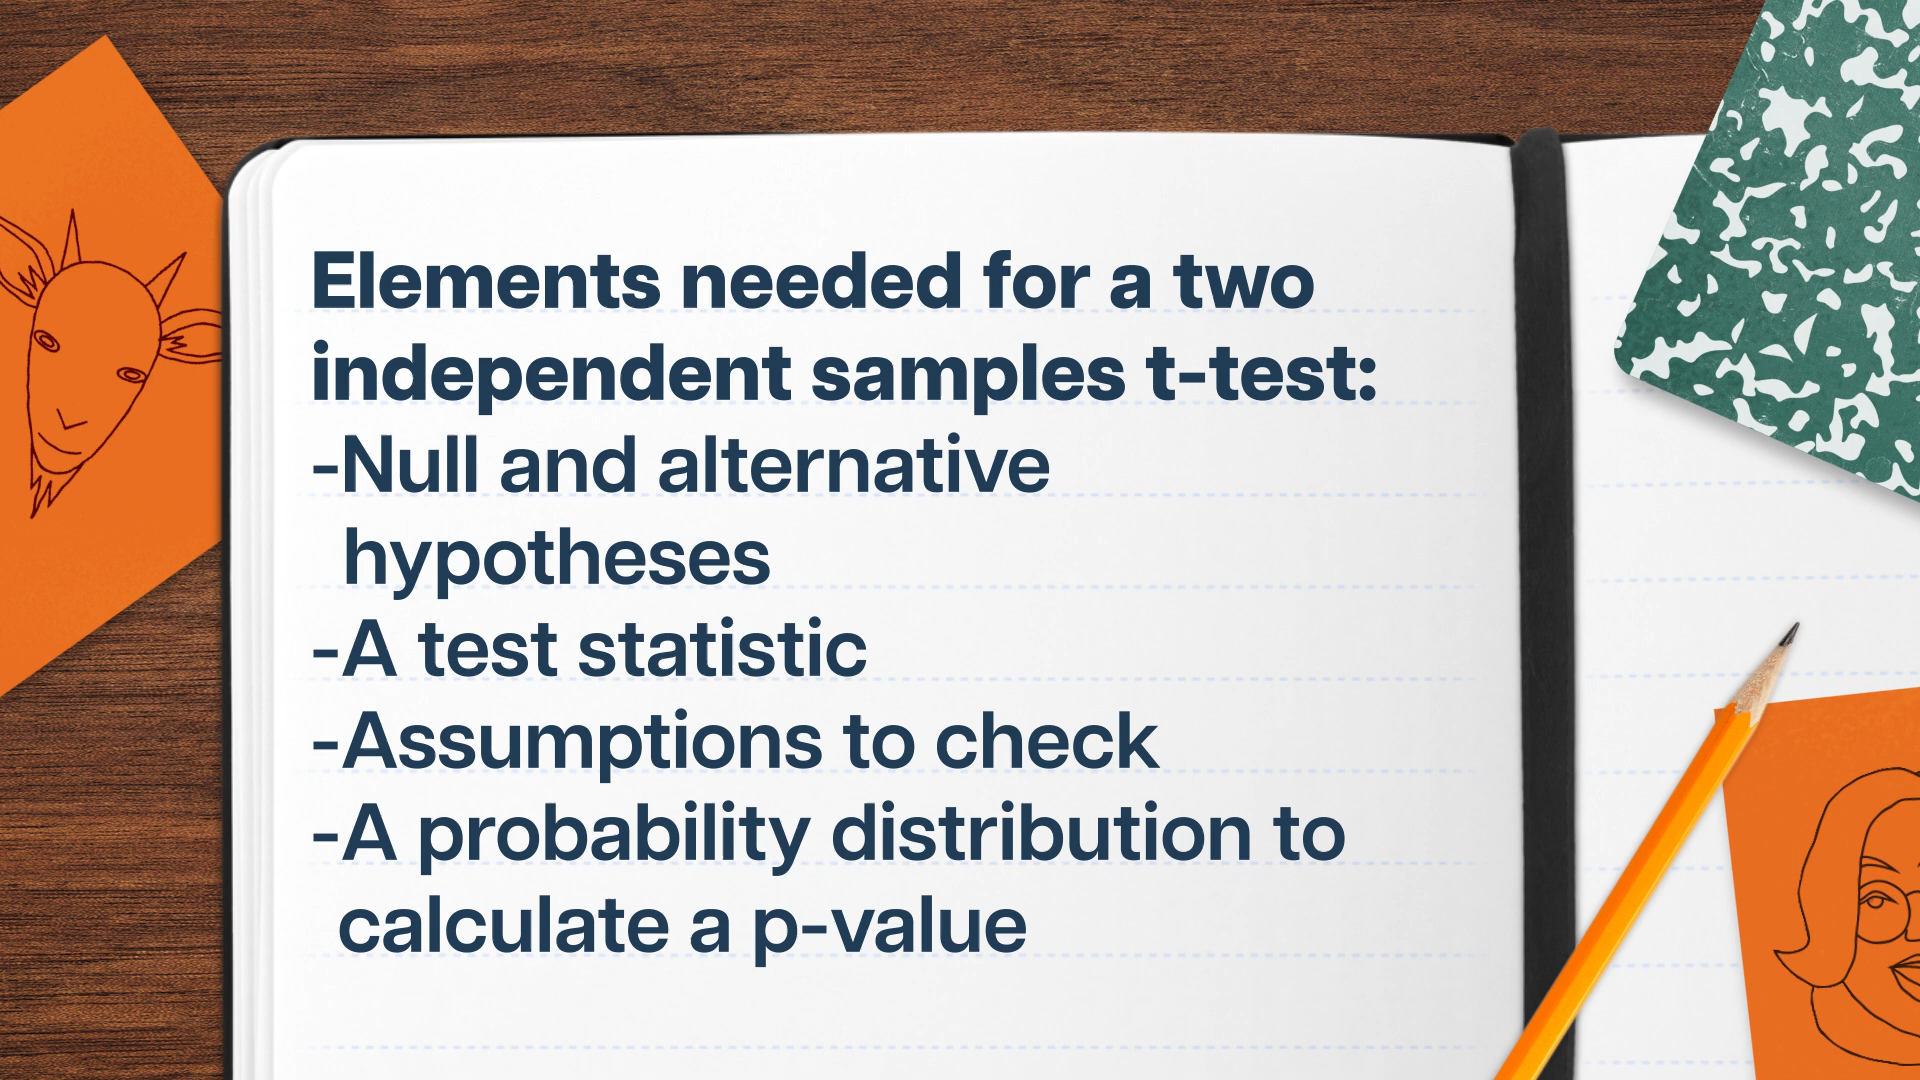 Elements needed for a two
independent samples t-test:
-Null and alternative
hypotheses
-A test statistic
-Assumptions to check
-A probability distribution to
calculate a p-value